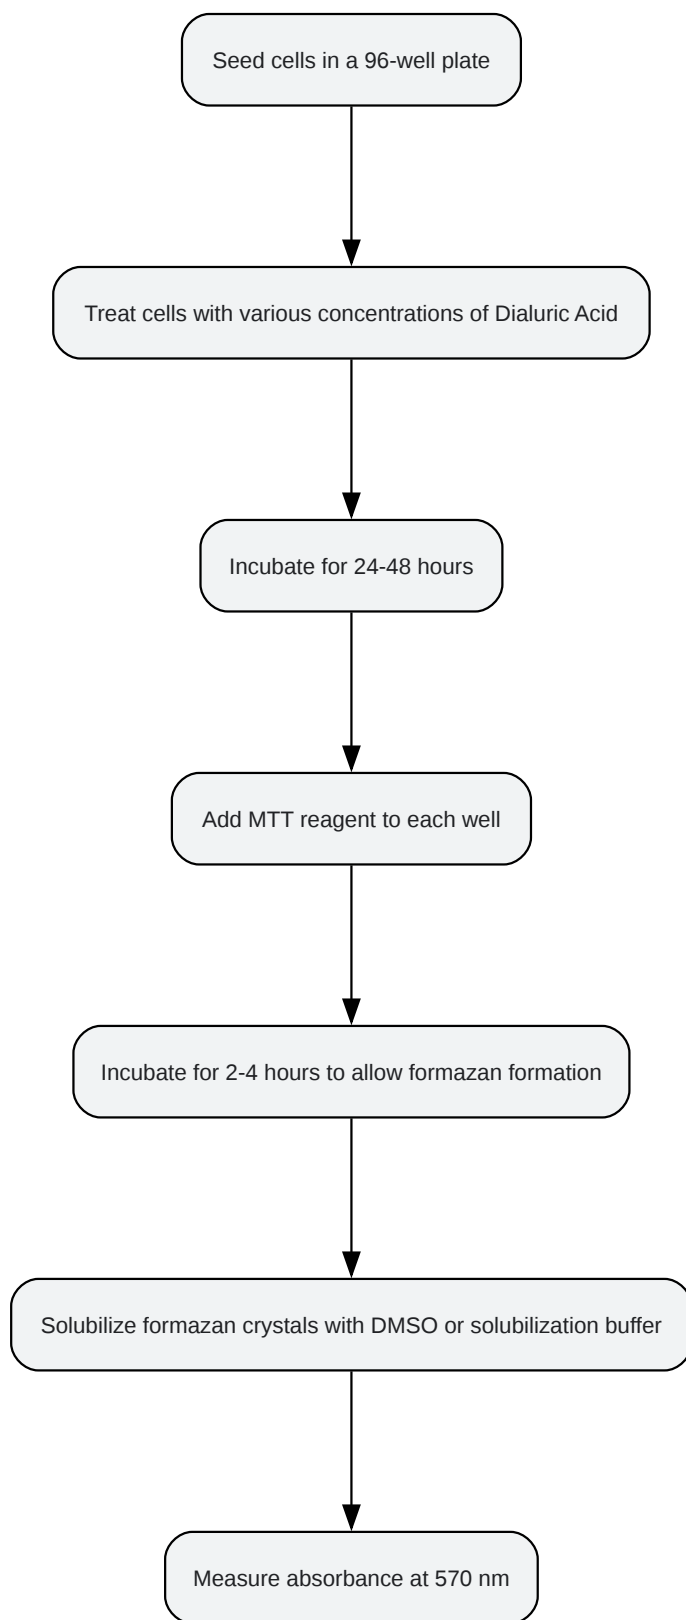 Seed cells in a 96-well plate
Treat cells with various concentrations of Dialuric Acid
Incubate for 24-48 hours
Add MTT reagent to each well
Incubate for 2-4 hours to allow formazan formation
Solubilize formazan crystals with DMSO or solubilization buffer
Measure absorbance at 570 nm